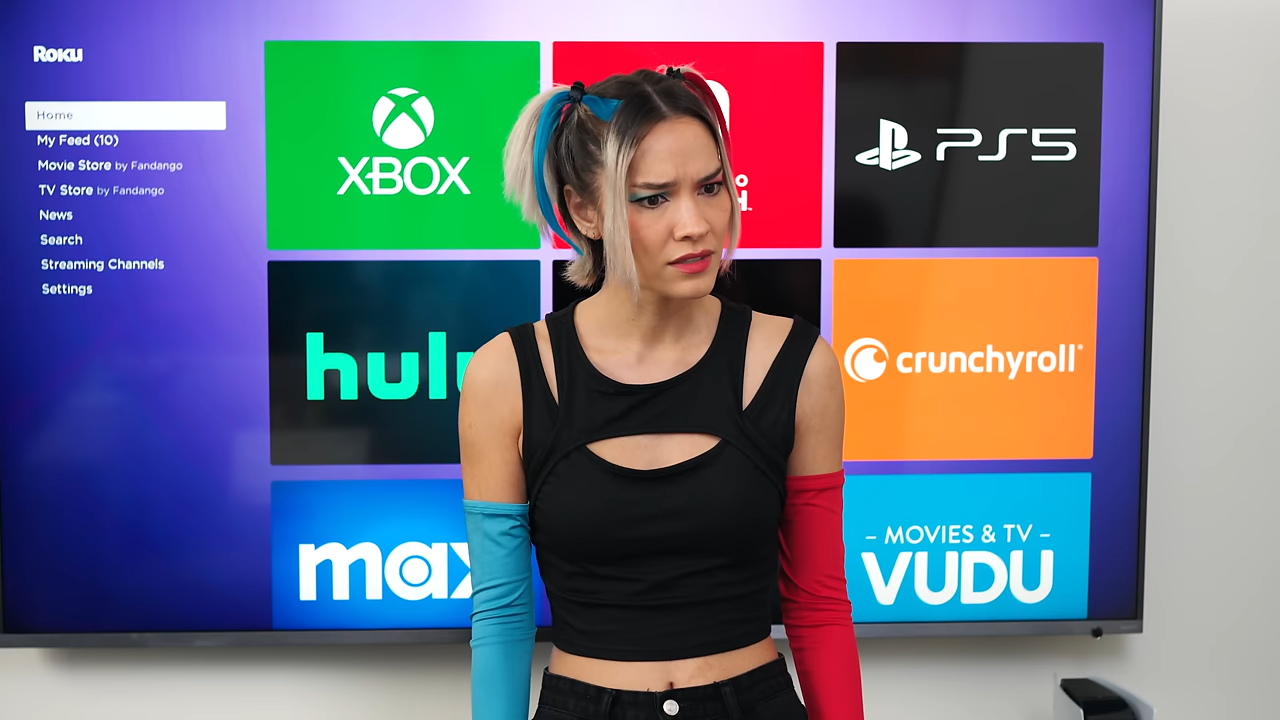 Roku
Home
My Feed (10)
Movie Store by Fandango
TV Store by Fandango
News
Search
Streaming Channels
Settings
XBOX
PS5
hulu
crunchyroll
max
– MOVIES & TV –
VUDU